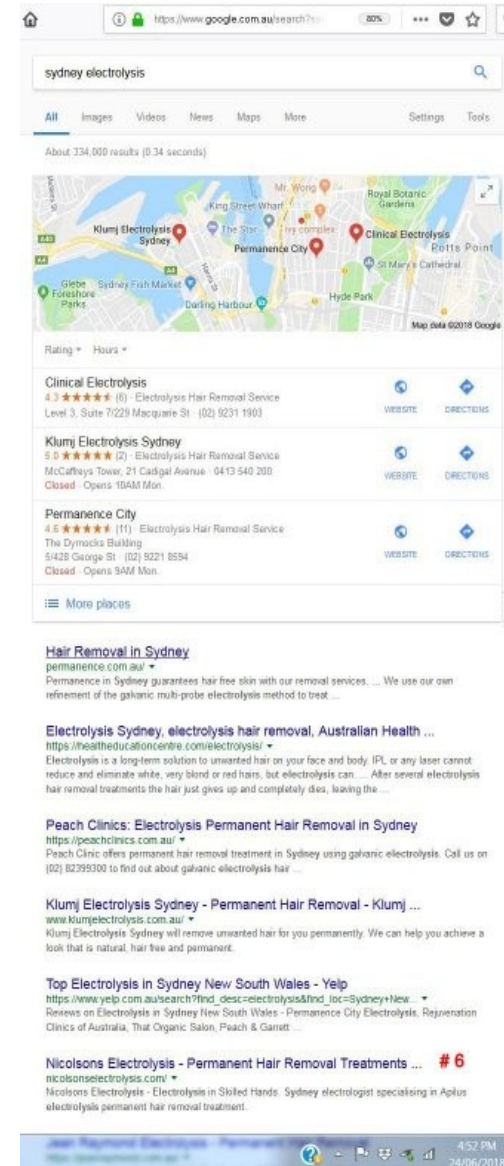 https://www.google.com.au/search?
80%
sydney electrolysis
All Images Videos News Maps More Settings Tools
About 334,000 results (0.34 seconds)
Mr. Wong
Royal Botanic Gardens
King Street Wharf
Klumj Electrolysis Sydney
The Star
Ivy complex
Clinical Electrolysis
Permanence City
Potts Point
St Mary's Cathedral
A4
Glebe Foreshore Parks
Sydney Fish Market
Harris St
Darling Harbour
Hyde Park
Map data ©2018 Google
Rating Hours
Clinical Electrolysis
4.3 ★★★★★ (6) · Electrolysis Hair Removal Service
Level 3, Suite 7/229 Macquarie St · (02) 9231 1903
WEBSITE DIRECTIONS
Klumj Electrolysis Sydney
5.0 ★★★★★ (2) · Electrolysis Hair Removal Service
McCaffreys Tower, 21 Cadigal Avenue · 0413 540 200
Closed · Opens 10AM Mon.
WEBSITE DIRECTIONS
Permanence City
4.6 ★★★★★ (11) · Electrolysis Hair Removal Service
The Dymocks Building
5/428 George St · (02) 9221 8594
Closed · Opens 9AM Mon.
WEBSITE DIRECTIONS
More places
Hair Removal in Sydney
permanence.com.au/
Permanence in Sydney guarantees hair free skin with our removal services. ... We use our own
refinement of the galvanic multi-probe electrolysis method to treat ...
Electrolysis Sydney, electrolysis hair removal, Australian Health ...
https://healtheducationcentre.com/electrolysis/
Electrolysis is a long-term solution to unwanted hair on your face and body. IPL or any laser cannot
reduce and eliminate white, very blond or red hairs, but electrolysis can. ... After several electrolysis
hair removal treatments the hair just gives up and completely dies, leaving the ...
Peach Clinics: Electrolysis Permanent Hair Removal in Sydney
https://peachclinics.com.au/
Peach Clinic offers permanent hair removal treatment in Sydney using galvanic electrolysis. Call us on
(02) 82399300 to find out about galvanic electrolysis hair ...
Klumj Electrolysis Sydney - Permanent Hair Removal - Klumj ...
www.klumjelectrolysis.com.au/
Klumj Electrolysis Sydney will remove unwanted hair for you permanently. We can help you achieve a
look that is natural, hair free and permanent.
Top Electrolysis in Sydney New South Wales - Yelp
https://www.yelp.com.au/search?find_desc=electrolysis&find_loc=Sydney+New...
Reviews on Electrolysis in Sydney New South Wales - Permanence City Electrolysis, Rejuvenation
Clinics of Australia, That Organic Salon, Peach & Garrett ...
Nicolsons Electrolysis - Permanent Hair Removal Treatments ... # 6
nicolsonselectrolysis.com/
Nicolsons Electrolysis - Electrolysis in Skilled Hands. Sydney electrologist specialising in Apilus
electrolysis permanent hair removal treatment.
Jean Raymond Electrolysis - Permanent Hair Removal
4:52 PM
24/06/2018